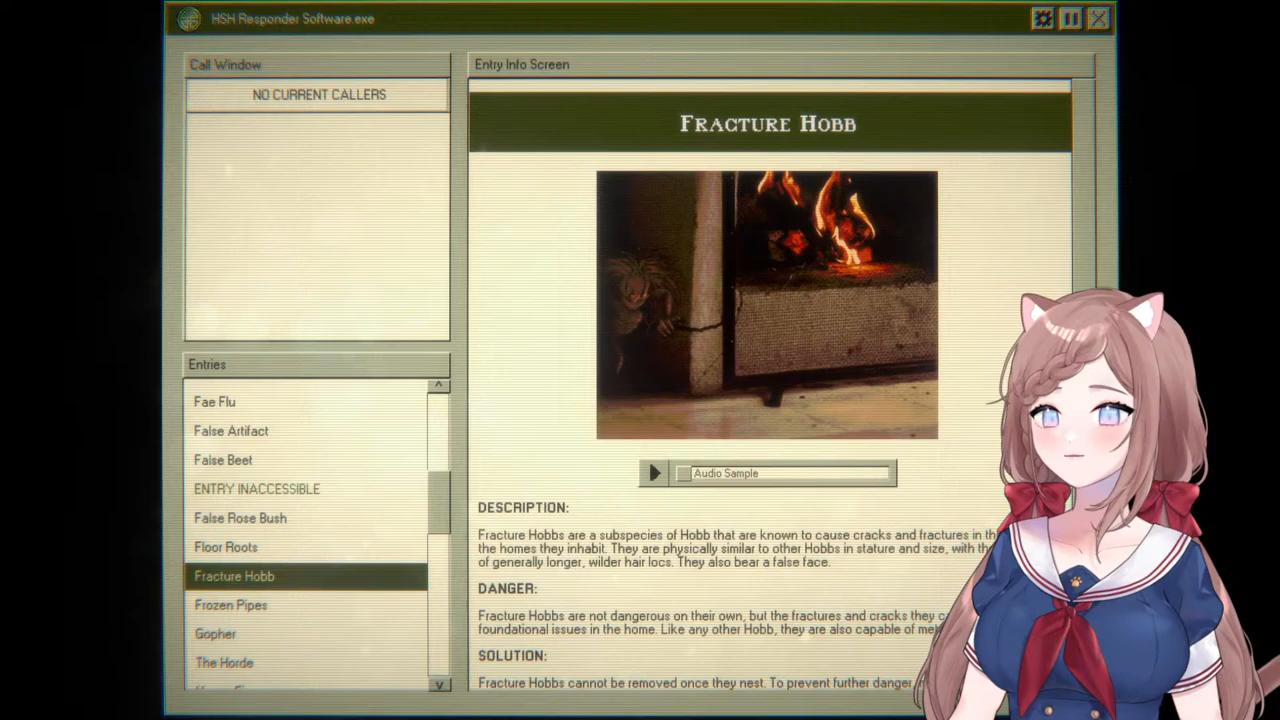 HSH Responder Software.exe
Call Window
NO CURRENT CALLERS
Entries
Fae Flu
False Artifact
False Beet
ENTRY INACCESSIBLE
False Rose Bush
Floor Roots
Fracture Hobb
Frozen Pipes
Gopher
The Horde
Entry Info Screen
FRACTURE HOBB
Audio Sample
DESCRIPTION:
Fracture Hobbs are a subspecies of Hobb that are known to cause cracks and fractures in
the homes they inhabit. They are physically similar to other Hobbs in stature and size, with
of generally longer, wilder hair locs. They also bear a false face.
DANGER:
Fracture Hobbs are not dangerous on their own, but the fractures and cracks they
foundational issues in the home. Like any other Hobb, they are also capable of
SOLUTION:
Fracture Hobbs cannot be removed once they nest. To prevent further danger